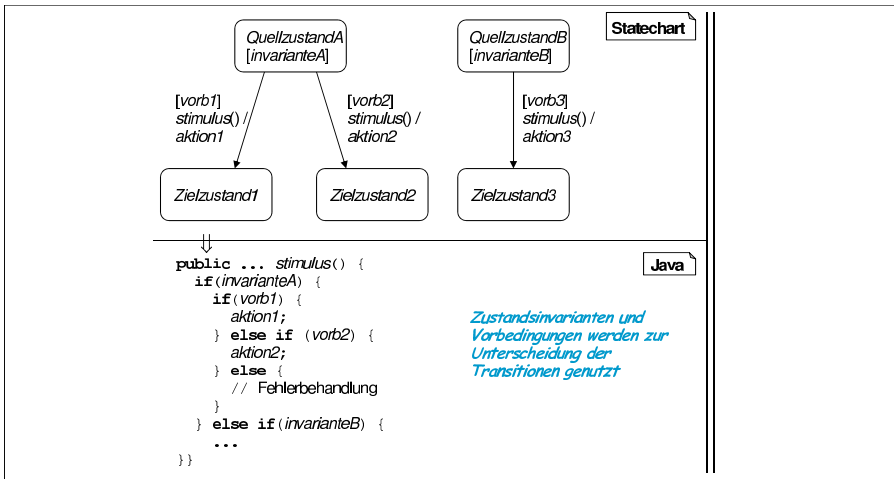 Statechart
QuellzustandA
[invarianteA]
QuellzustandB
[invarianteB]
[vorb1]
stimulus() /
aktion1
[vorb2]
stimulus() /
aktion2
[vorb3]
stimulus() /
aktion3
Zielzustand1
Zielzustand2
Zielzustand3
⇓
Java
public ... stimulus() {
if(invarianteA) {
if(vorb1) {
aktion1;
} else if (vorb2) {
aktion2;
} else {
// Fehlerbehandlung
}
} else if(invarianteB) {
...
}}
Zustandsinvarianten und
Vorbedingungen werden zur
Unterscheidung der
Transitionen genutzt